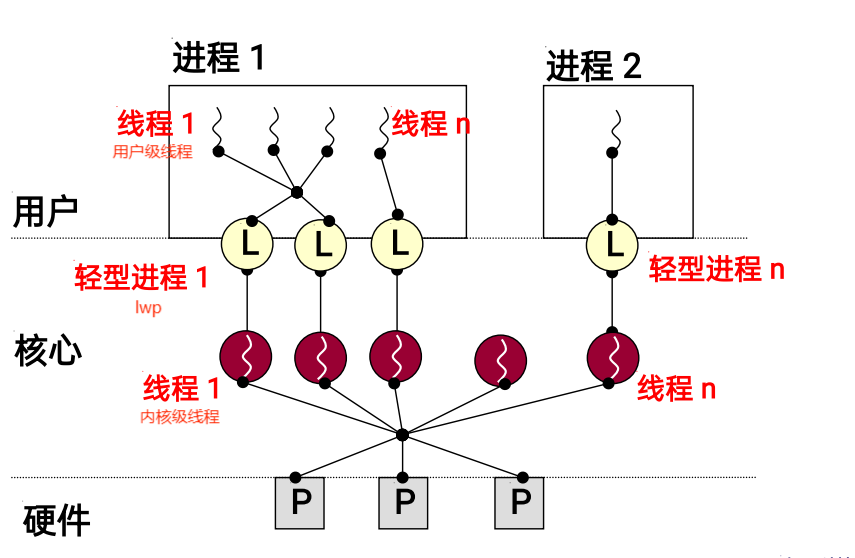 进程 1
进程 2
线程 1
线程 n
用户级线程
用户
L
L
L
L
轻型进程 1
轻型进程 n
lwp
核心
线程 1
线程 n
内核级线程
P
P
P
硬件